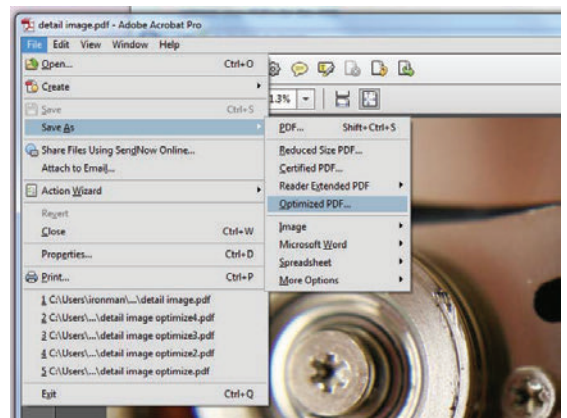 detail image.pdf - Adobe Acrobat Pro
File Edit View Window Help
Open... Ctrl+O
Create
Save Ctrl+S
Save As
Share Files Using SendNow Online...
Attach to Email...
Action Wizard
Revert
Close Ctrl+W
Properties... Ctrl+D
Print... Ctrl+P
1 C:\Users\ironman\...\detail image.pdf
2 C:\Users\...\detail image optimize4.pdf
3 C:\Users\...\detail image optimize3.pdf
4 C:\Users\...\detail image optimize2.pdf
5 C:\Users\...\detail image optimize.pdf
Exit Ctrl+Q
1.3%
PDF... Shift+Ctrl+S
Reduced Size PDF...
Certified PDF...
Reader Extended PDF
Optimized PDF...
Image
Microsoft Word
Spreadsheet
More Options